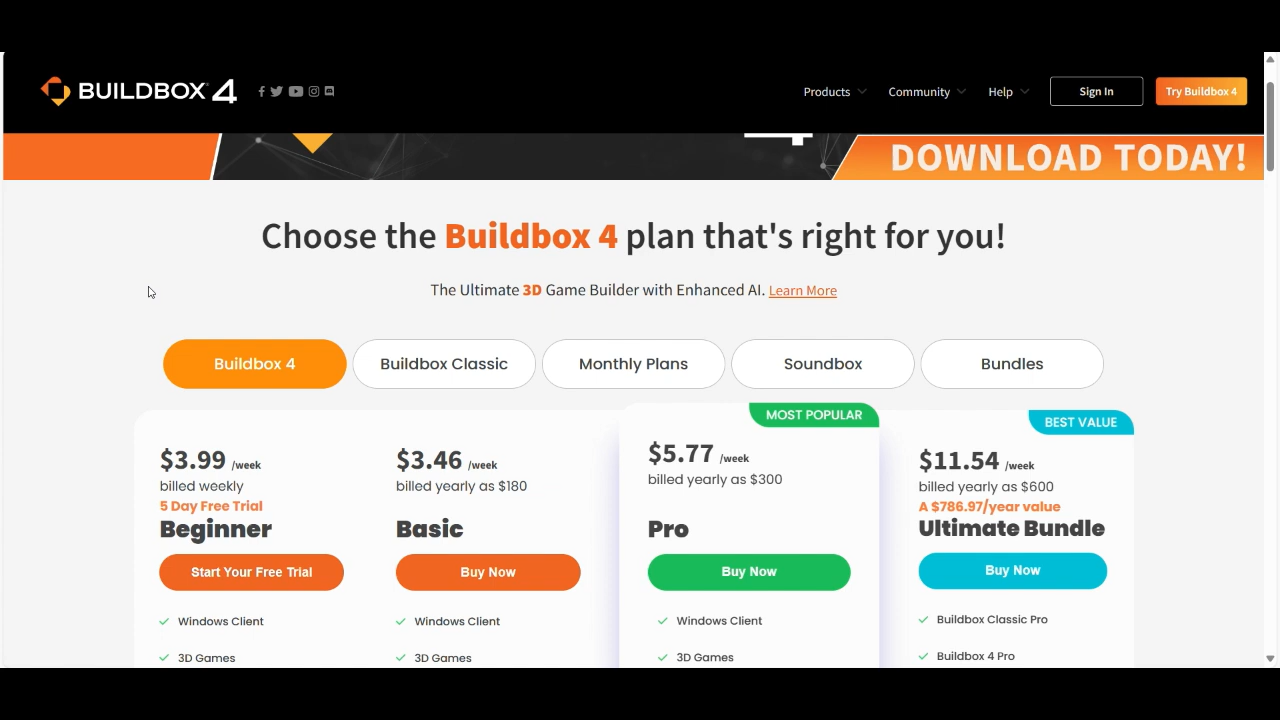 BUILDBOX 4
Products
Community
Help
Sign In
Try Buildbox 4
DOWNLOAD TODAY!
Choose the Buildbox 4 plan that's right for you!
The Ultimate 3D Game Builder with Enhanced AI. Learn More
Buildbox 4
Buildbox Classic
Monthly Plans
Soundbox
Bundles
$3.99 /week
billed weekly
5 Day Free Trial
Beginner
Start Your Free Trial
Windows Client
3D Games
$3.46 /week
billed yearly as $180
Basic
Buy Now
Windows Client
3D Games
MOST POPULAR
$5.77 /week
billed yearly as $300
Pro
Buy Now
Windows Client
3D Games
BEST VALUE
$11.54 /week
billed yearly as $600
A $786.97/year value
Ultimate Bundle
Buy Now
Buildbox Classic Pro
Buildbox 4 Pro